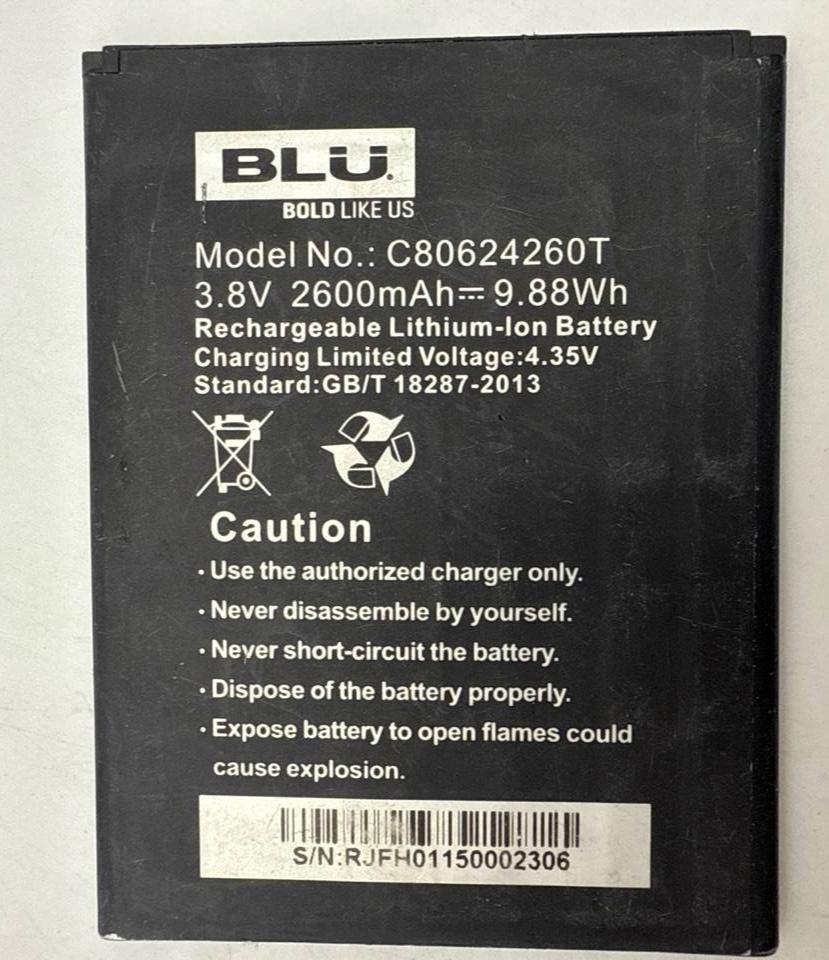 BLÜ.
BOLD LIKE US
Model No.: C80624260T
3.8V 2600mAh⎓9.88Wh
Rechargeable Lithium-Ion Battery
Charging Limited Voltage:4.35V
Standard:GB/T 18287-2013
Caution
· Use the authorized charger only.
· Never disassemble by yourself.
· Never short-circuit the battery.
· Dispose of the battery properly.
· Expose battery to open flames could
cause explosion.
S/N:RJFH01150002306